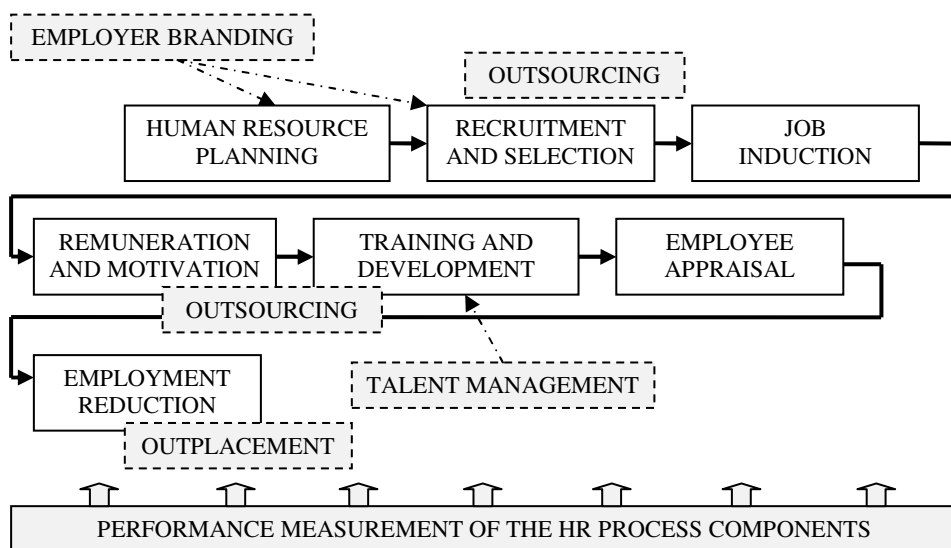 EMPLOYER BRANDING
OUTSOURCING
HUMAN RESOURCE
PLANNING
RECRUITMENT
AND SELECTION
JOB
INDUCTION
REMUNERATION
AND MOTIVATION
TRAINING AND
DEVELOPMENT
EMPLOYEE
APPRAISAL
OUTSOURCING
EMPLOYMENT
REDUCTION
TALENT MANAGEMENT
OUTPLACEMENT
PERFORMANCE MEASUREMENT OF THE HR PROCESS COMPONENTS